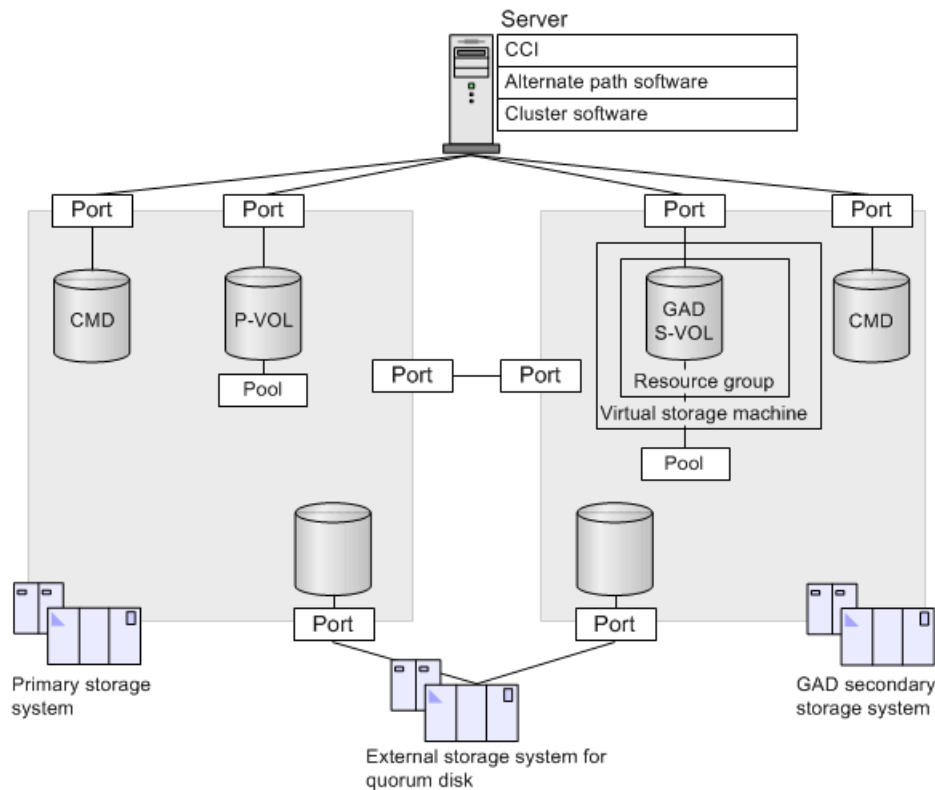 Server
CCI
Alternate path software
Cluster software
Port
Port
Port
Port
CMD
P-VOL
GAD
S-VOL
CMD
Pool
Port
Port
Resource group
Virtual storage machine
Pool
Port
Port
Primary storage
system
GAD secondary
storage system
External storage system for
quorum disk